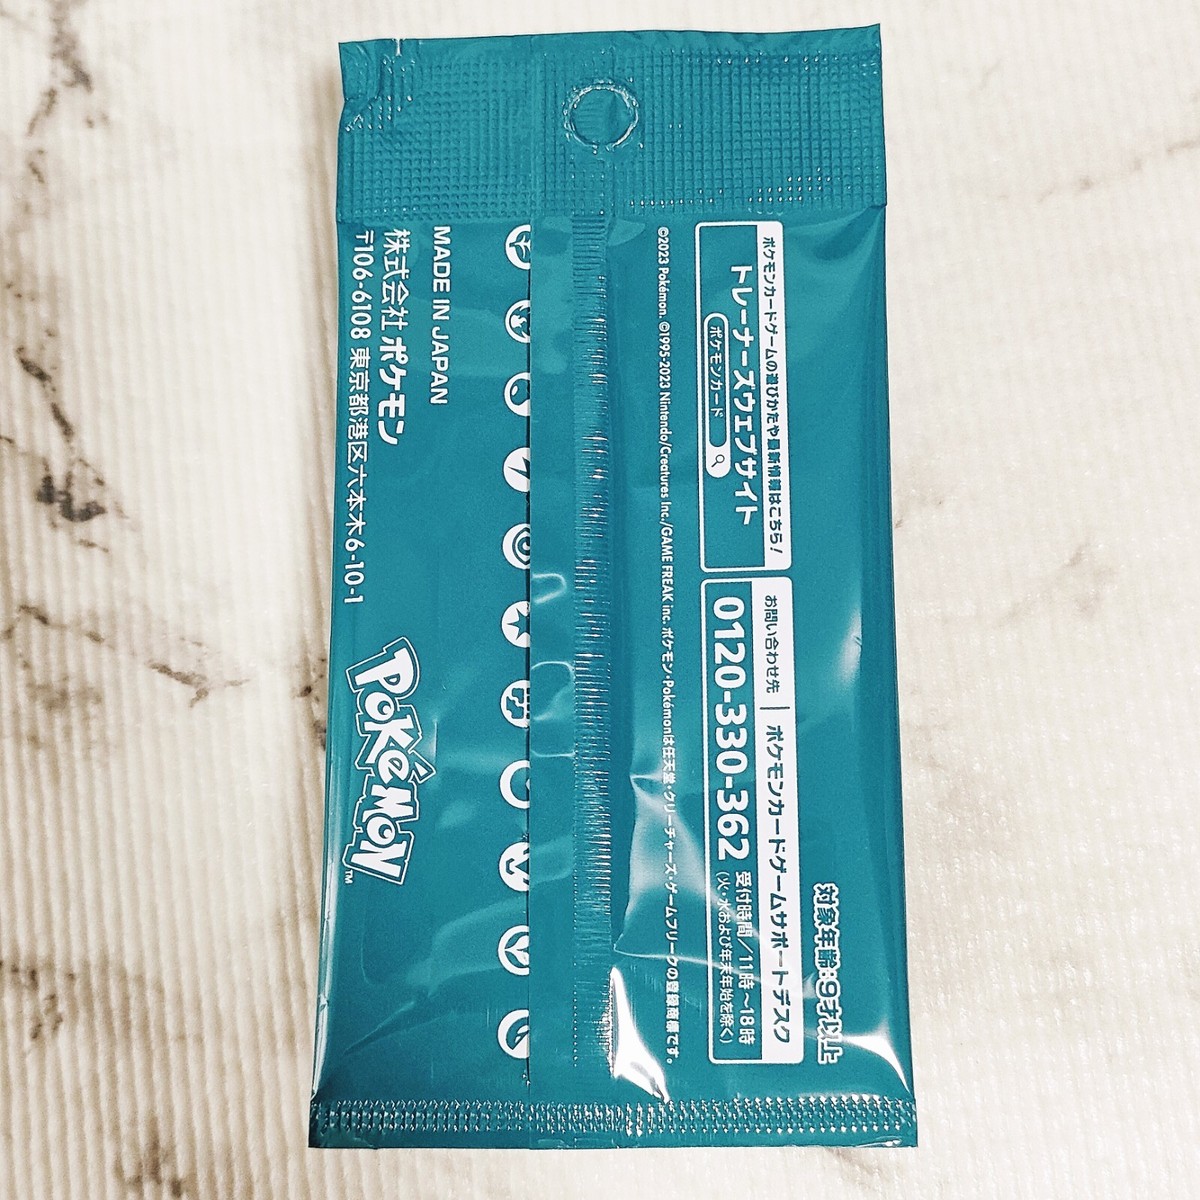 対象年齢:9才以上
ポケモンカードゲームの遊びかたや最新情報はこちら!
トレーナーズウェブサイト
ポケモンカード
お問い合わせ先 ポケモンカードゲームサポートデスク
0120-330-362 受付時間/11時~18時
(火・水および年末年始を除く)
©2023 Pokémon. ©1995-2023 Nintendo/Creatures Inc./GAME FREAK inc. ポケモン・Pokémonは任天堂・クリーチャーズ・ゲームフリークの登録商標です。
MADE IN JAPAN
株式会社 ポケモン
〒106-6108 東京都港区六本木6-10-1
POKéMON™